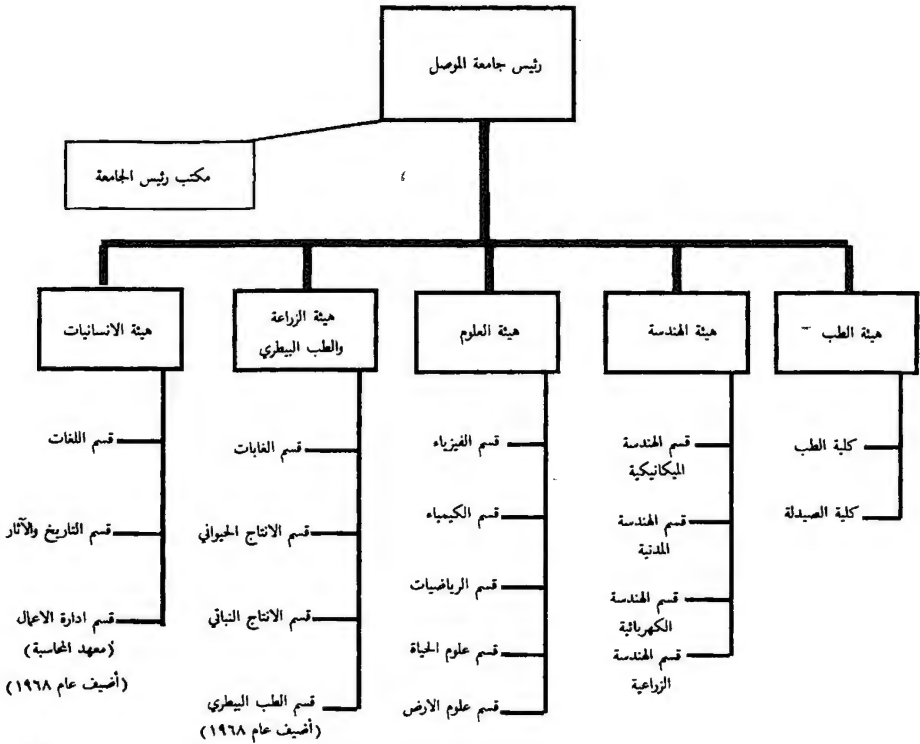 رئيس جامعة الموصل
مكتب رئيس الجامعة
هيئة الطب
كلية الطب
كلية الصيدلة
هيئة الهندسة
قسم الهندسة
الميكانيكية
قسم الهندسة
المدنية
قسم الهندسة
الكهربائية
قسم الهندسة
الزراعية
هيئة العلوم
قسم الفيزياء
قسم الكيمياء
قسم الرياضيات
قسم علوم الحياة
قسم علوم الارض
هيئة الزراعة
والطب البيطري
قسم الغابات
قسم الانتاج الحيواني
قسم الانتاج النباتي
قسم الطب البيطري
(أضيف عام ١٩٦٨)
هيئة الانسانيات
قسم اللغات
قسم التاريخ والآثار
قسم ادارة الاعمال
(معهد المحاسبة)
(أضيف عام ١٩٦٨)